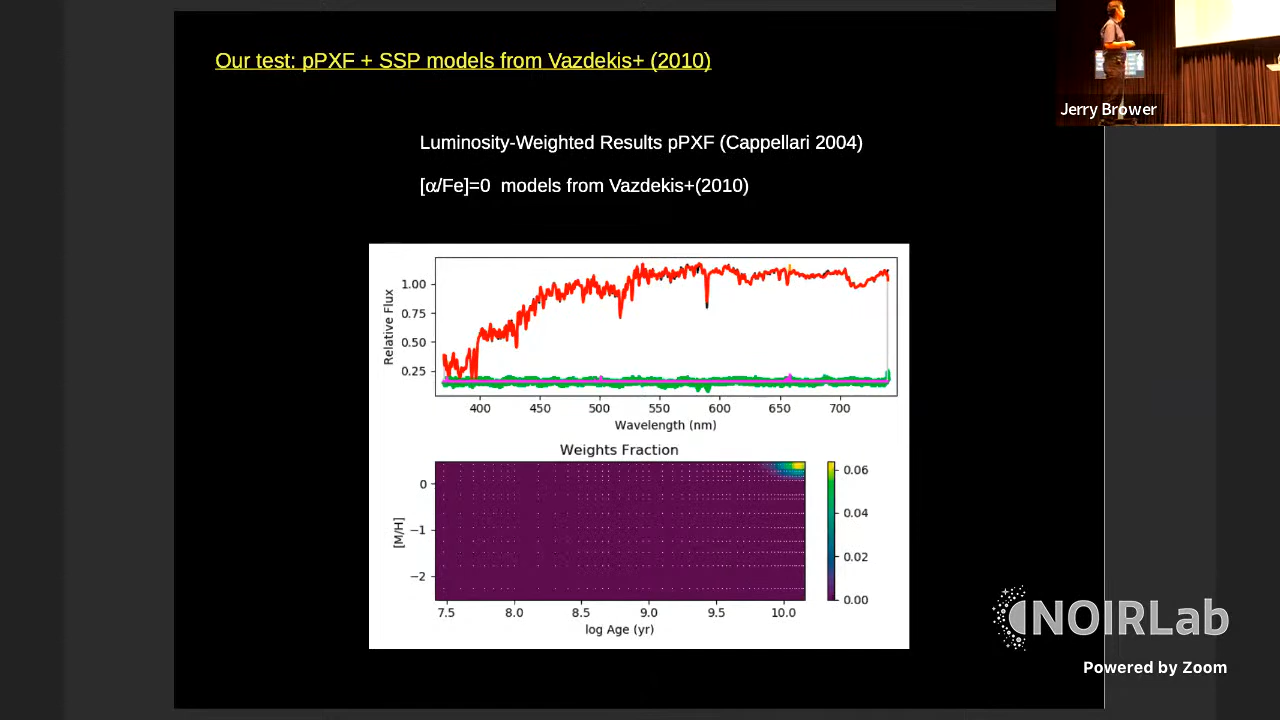 Our test: pPXF + SSP models from Vazdekis+ (2010)
Jerry Brower
Luminosity-Weighted Results pPXF (Cappellari 2004)
[α/Fe]=0 models from Vazdekis+(2010)
Relative Flux
1.00
0.75
0.50
0.25
400 450 500 550 600 650 700
Wavelength (nm)
Weights Fraction
[M/H]
0
−1
−2
7.5 8.0 8.5 9.0 9.5 10.0
log Age (yr)
0.06
0.04
0.02
0.00
NOIRLab
Powered by Zoom